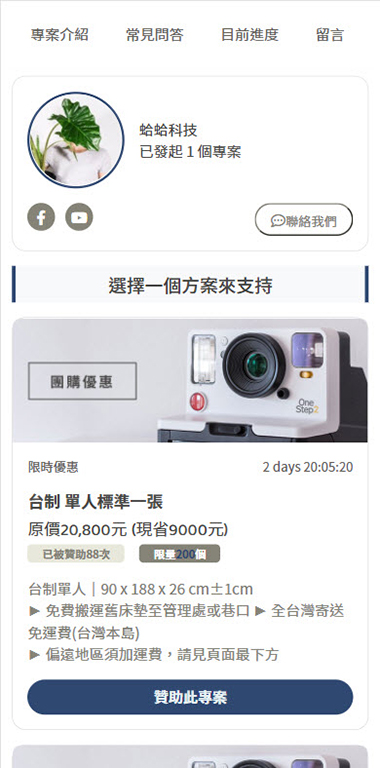 專案介紹 常見問答 目前進度 留言
蛤蛤科技
已發起 1 個專案
聯絡我們
選擇一個方案來支持
團購優惠
One
Step2
限時優惠 2 days 20:05:20
台制 單人標準一張
原價20,800元 (現省9000元)
已被贊助88次 限量200個
台制單人｜90 x 188 x 26 cm±1cm
► 免費搬運舊床墊至管理處或巷口 ► 全台灣寄送
免運費(台灣本島)
► 偏遠地區須加運費，請見頁面最下方
贊助此專案